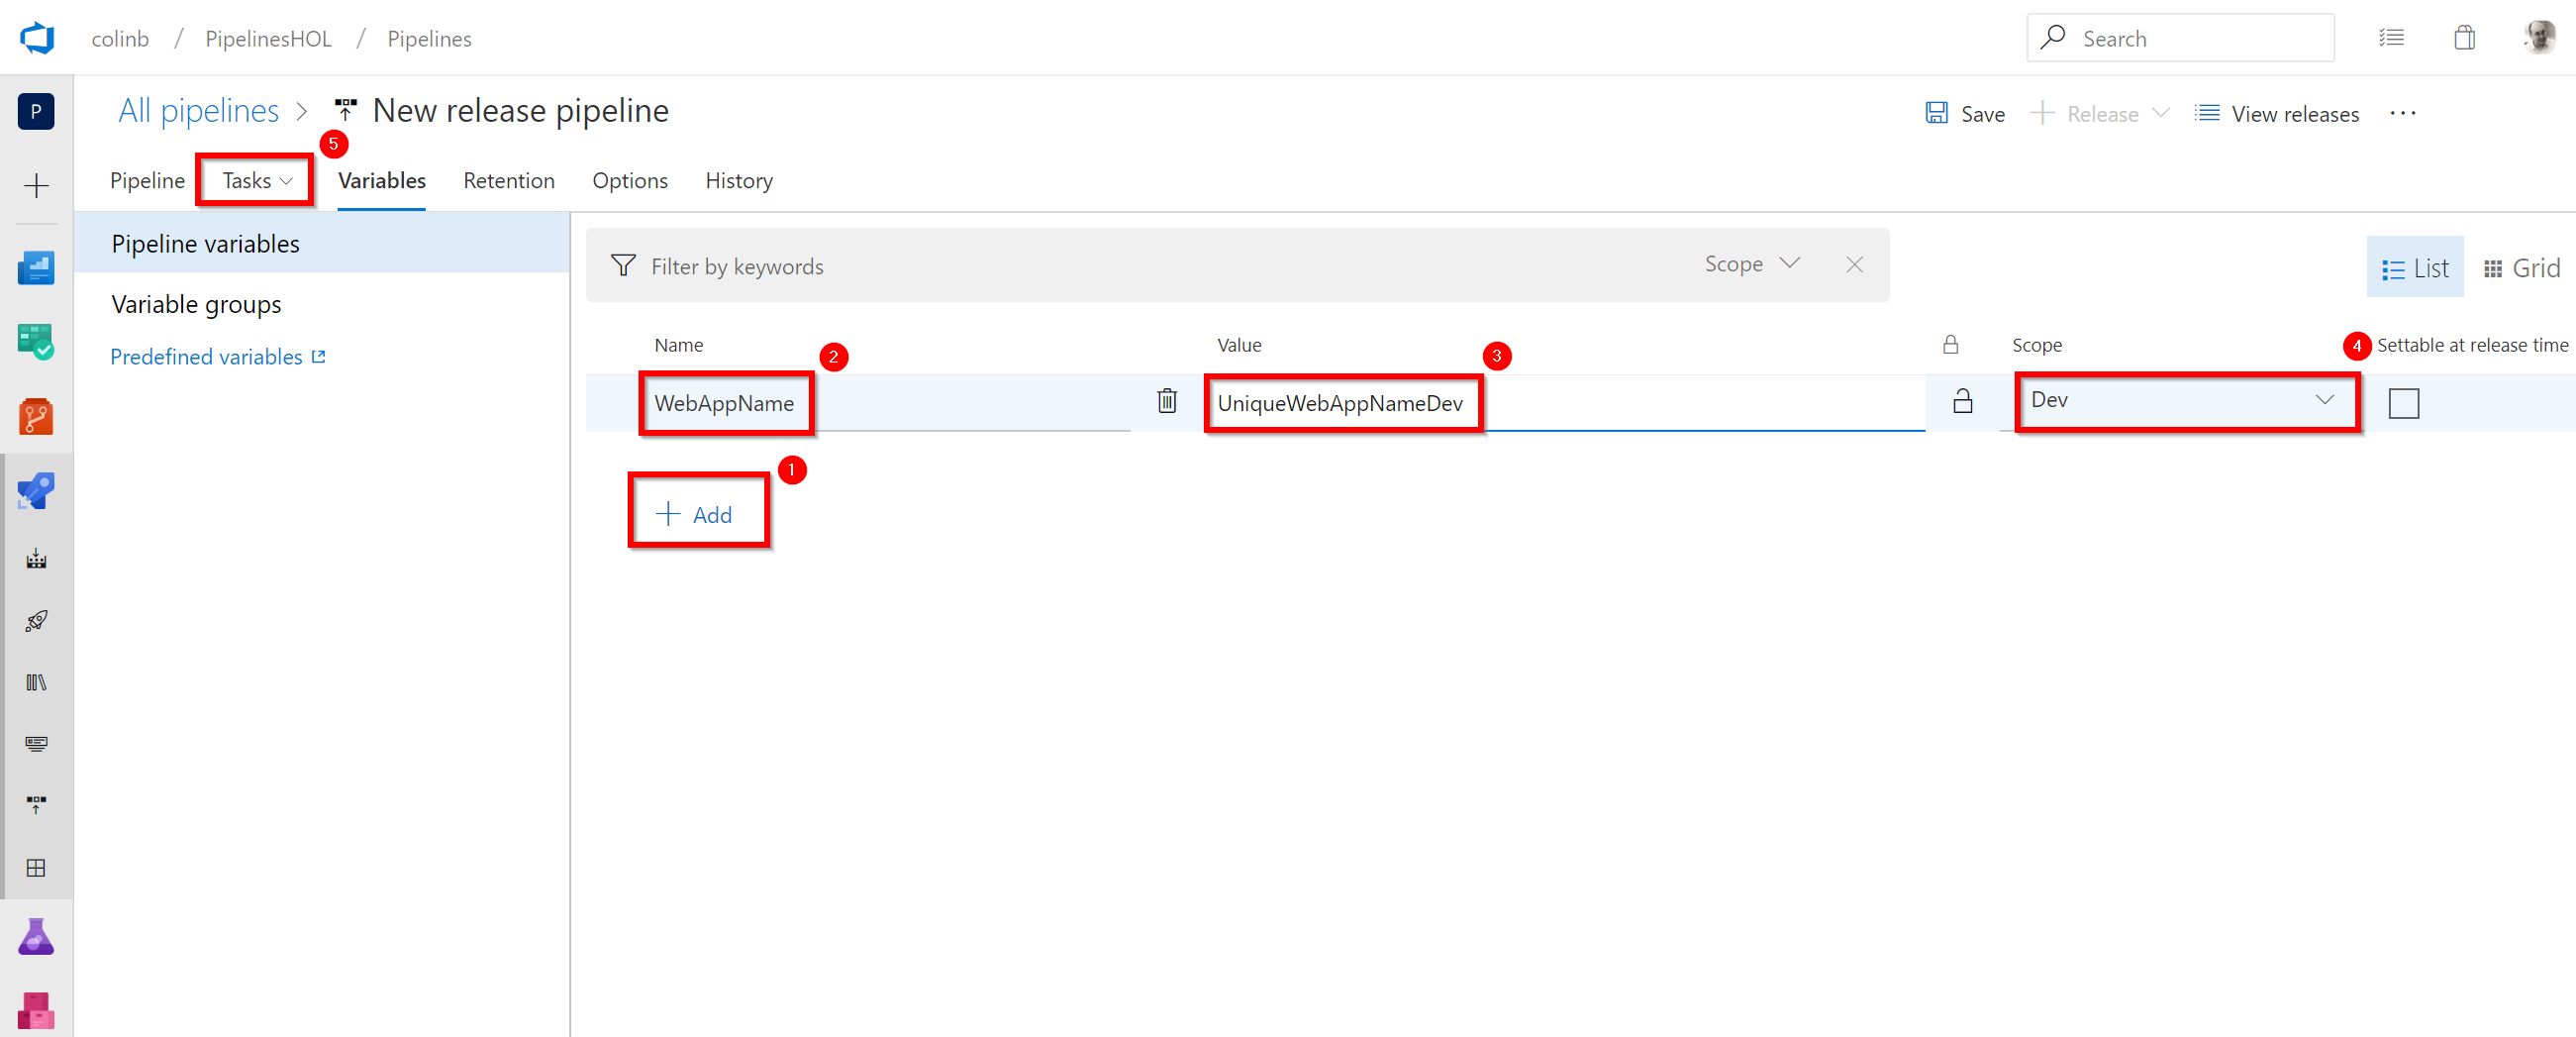 colinb / PipelinesHOL / Pipelines
Search
P
All pipelines > New release pipeline
Save
Release
View releases
...
5
Pipeline
Tasks
Variables
Retention
Options
History
Pipeline variables
Variable groups
Predefined variables
Filter by keywords
Scope
List
Grid
Name
2
Value
3
Scope
4
Settable at release time
WebAppName
UniqueWebAppNameDev
Dev
1
+ Add